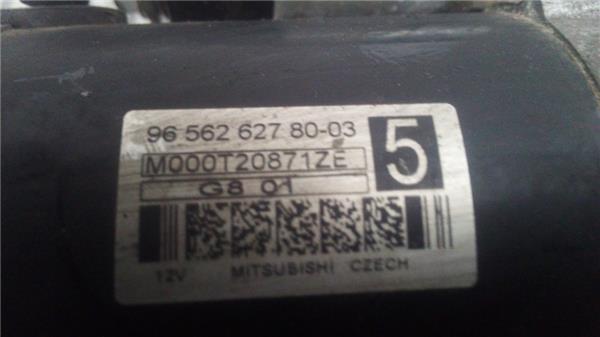 96 562 627 80-03
5
M000T20871ZE
G8 01
12V MITSUBISHI CZECH